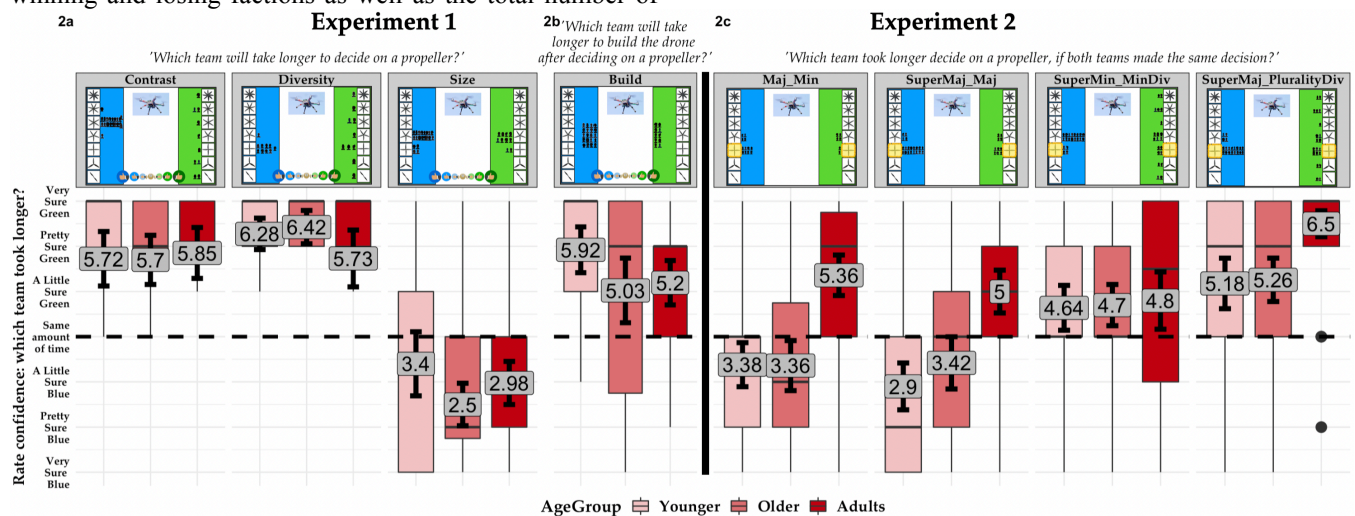 winning and losing factions as well as the total number of
2a
Experiment 1
2b
'Which team will take
longer to build the drone
after deciding on a propeller?'
2c
Experiment 2
'Which team will take longer to decide on a propeller?'
'Which team took longer decide on a propeller, if both teams made the same decision?'
Contrast
Diversity
Size
Build
Maj_Min
SuperMaj_Maj
SuperMin_MinDiv
SuperMaj_PluralityDiv
Rate confidence: which team took longer?
Very
Sure
Green
Pretty
Sure
Green
A Little
Sure
Green
Same
amount
of time
A Little
Sure
Blue
Pretty
Sure
Blue
Very
Sure
Blue
5.72
5.7
5.85
6.28
6.42
5.73
3.4
2.5
2.98
5.92
5.03
5.2
3.38
3.36
5.36
2.9
3.42
5
4.64
4.7
4.8
5.18
5.26
6.5
AgeGroup Younger Older Adults